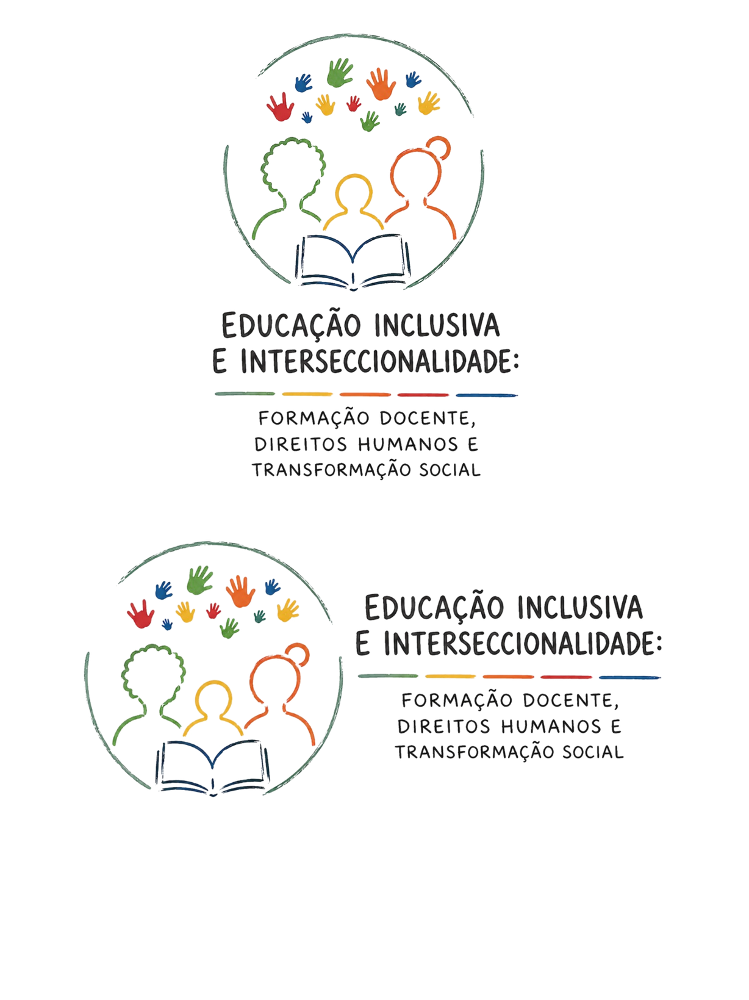 EDUCAÇÃO INCLUSIVA
E INTERSECCIONALIDADE:
FORMAÇÃO DOCENTE,
DIREITOS HUMANOS E
TRANSFORMAÇÃO SOCIAL
EDUCAÇÃO INCLUSIVA
E INTERSECCIONALIDADE:
FORMAÇÃO DOCENTE,
DIREITOS HUMANOS E
TRANSFORMAÇÃO SOCIAL